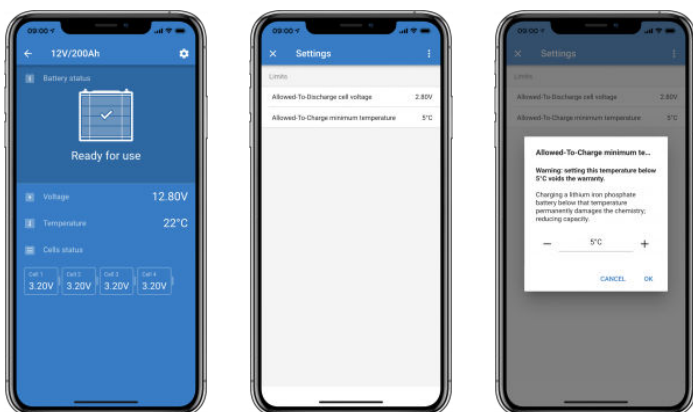 09:00
12V/200Ah
Battery status
Ready for use
Voltage 12.80V
Temperature 22°C
Cells status
Cell 1 Cell 2 Cell 3 Cell 4
3.20V 3.20V 3.20V 3.20V
09:00
Settings
Limits
Allowed-To-Discharge cell voltage 2.80V
Allowed-To-Charge minimum temperature 5°C
09:00
Settings
Limits
Allowed-To-Discharge cell voltage 2.80V
Allowed-To-Charge minimum temperature 5°C
Allowed-To-Charge minimum te...
Warning: setting this temperature below
5°C voids the warranty.
Charging a lithium iron phosphate
battery below that temperature
permanently damages the chemistry,
reducing capacity.
5°C
CANCEL OK